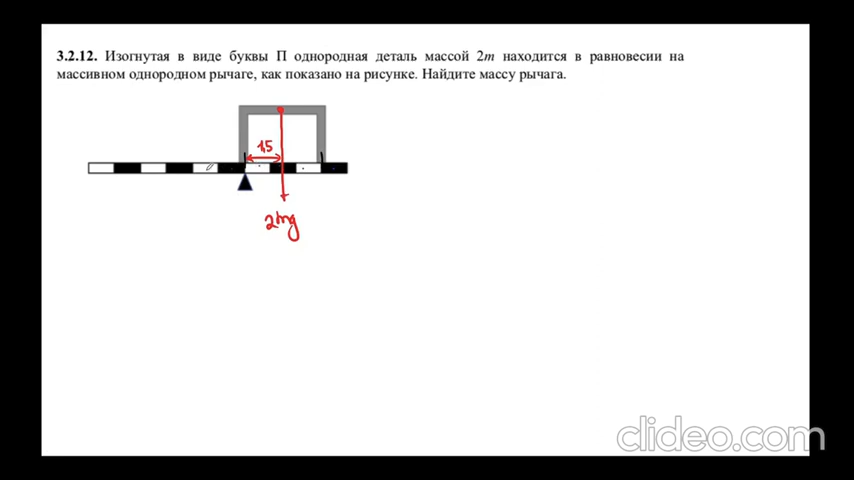 3.2.12. Изогнутая в виде буквы П однородная деталь массой 2m находится в равновесии на
массивном однородном рычаге, как показано на рисунке. Найдите массу рычага.
1,5
2mg
clideo.com